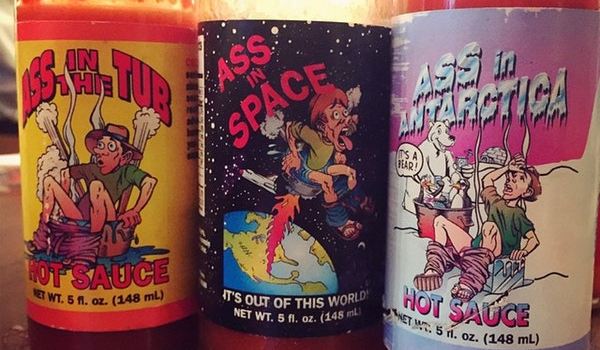 ASS IN
THE TUB
HOT SAUCE
NET WT. 5 fl. oz. (148 mL)
ASS
IN
SPACE
IT'S OUT OF THIS WORLD!
NET WT. 5 fl. oz. (148 mL)
ASS in
ANTARCTICA
IT'S A
BEAR!
HOT SAUCE
NET WT. 5 fl. oz. (148 mL)